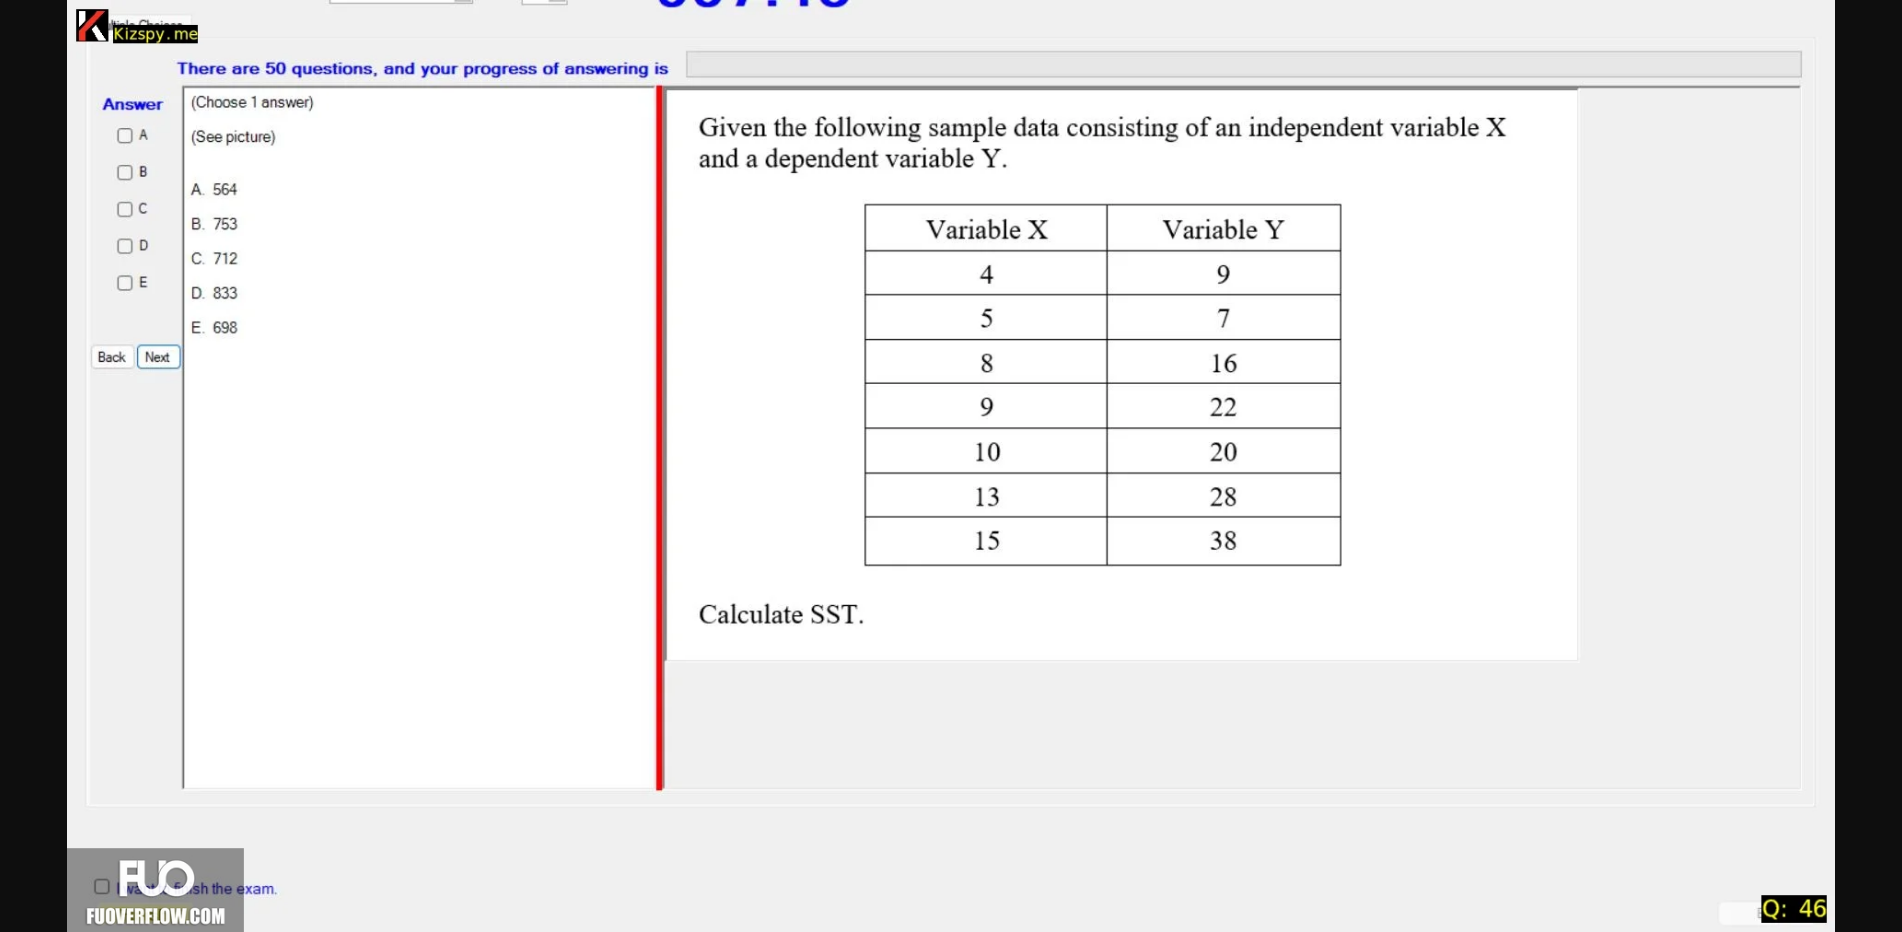 Kizspy.me
There are 50 questions, and your progress of answering is
Answer
A
B
C
D
E
Back Next
(Choose 1 answer)
(See picture)
A. 564
B. 753
C. 712
D. 833
E. 698
Given the following sample data consisting of an independent variable X
and a dependent variable Y.
Variable X Variable Y
4 9
5 7
8 16
9 22
10 20
13 28
15 38
Calculate SST.
FUO
the exam.
FUOVERFLOW.COM
Q: 46